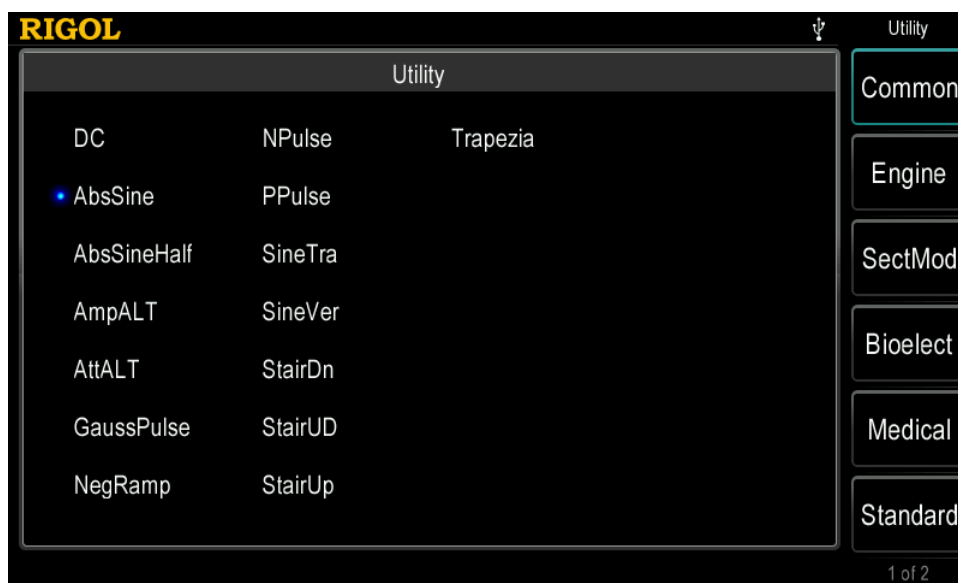 RIGOL
Utility
Utility
DC NPulse Trapezia
AbsSine PPulse
AbsSineHalf SineTra
AmpALT SineVer
AttALT StairDn
GaussPulse StairUD
NegRamp StairUp
Common
Engine
SectMod
Bioelect
Medical
Standard
1 of 2